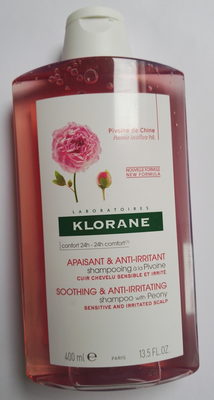 Pivoine de Chine
Paeonia lactiflora Pall.
NOUVELLE FORMULE
NEW FORMULA
LABORATOIRES
KLORANE
confort 24h - 24h comfort
APAISANT & ANTI-IRRITANT
shampooing à la Pivoine
CUIR CHEVELU SENSIBLE ET IRRITÉ
SOOTHING & ANTI-IRRITATING
shampoo with Peony
SENSITIVE AND IRRITATED SCALP
400 ml e
PARIS
13.5 FL.OZ.